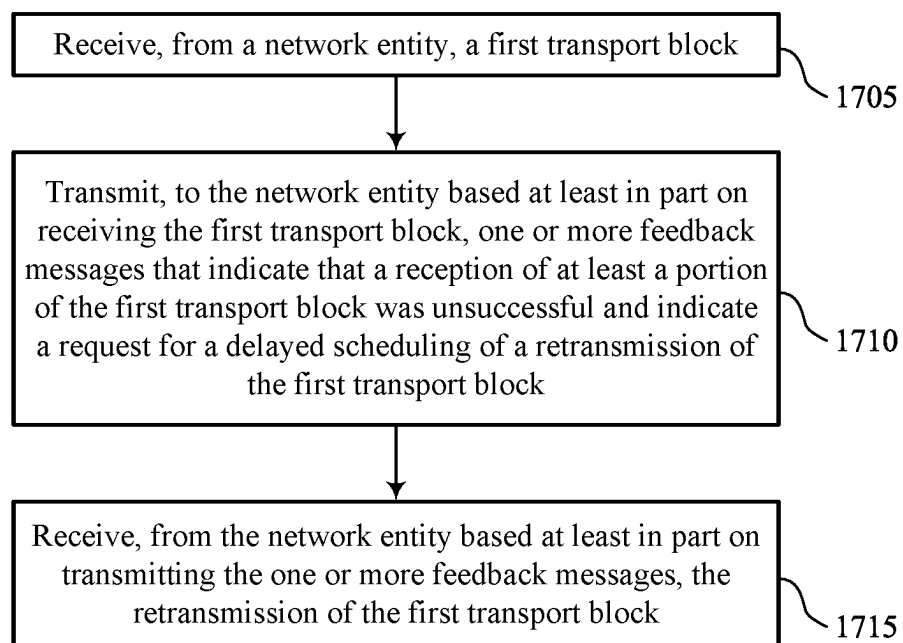 Receive, from a network entity, a first transport block
1705
Transmit, to the network entity based at least in part on
receiving the first transport block, one or more feedback
messages that indicate that a reception of at least a portion
of the first transport block was unsuccessful and indicate
a request for a delayed scheduling of a retransmission of
the first transport block
1710
Receive, from the network entity based at least in part on
transmitting the one or more feedback messages, the
retransmission of the first transport block
1715